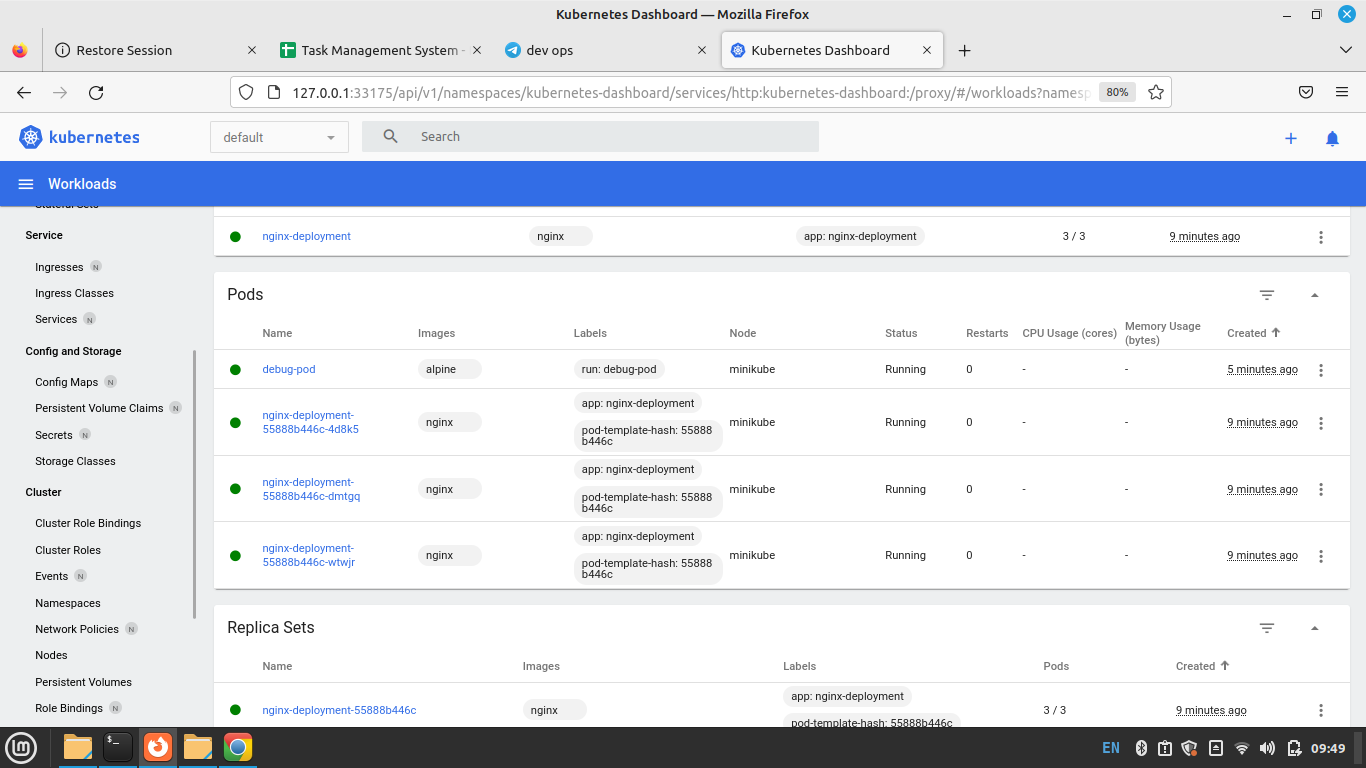 Kubernetes Dashboard — Mozilla Firefox
Restore Session
Task Management System -
dev ops
Kubernetes Dashboard
127.0.0.1:33175/api/v1/namespaces/kubernetes-dashboard/services/http:kubernetes-dashboard:/proxy/#/workloads?namesp
80%
kubernetes
default
Search
Workloads
Stateful Sets
Service
Ingresses N
Ingress Classes
Services N
Config and Storage
Config Maps N
Persistent Volume Claims N
Secrets N
Storage Classes
Cluster
Cluster Role Bindings
Cluster Roles
Events N
Namespaces
Network Policies N
Nodes
Persistent Volumes
Role Bindings N
nginx-deployment nginx app: nginx-deployment 3 / 3 9 minutes ago
Pods
Name Images Labels Node Status Restarts CPU Usage (cores) Memory Usage (bytes) Created
debug-pod alpine run: debug-pod minikube Running 0 - - 5 minutes ago
nginx-deployment-
55888b446c-4d8k5
nginx
app: nginx-deployment
pod-template-hash: 55888
b446c
minikube Running 0 - - 9 minutes ago
nginx-deployment-
55888b446c-dmtgq
nginx
app: nginx-deployment
pod-template-hash: 55888
b446c
minikube Running 0 - - 9 minutes ago
nginx-deployment-
55888b446c-wtwjr
nginx
app: nginx-deployment
pod-template-hash: 55888
b446c
minikube Running 0 - - 9 minutes ago
Replica Sets
Name Images Labels Pods Created
nginx-deployment-55888b446c nginx
app: nginx-deployment
pod-template-hash: 55888b446c
3 / 3 9 minutes ago
EN
09:49